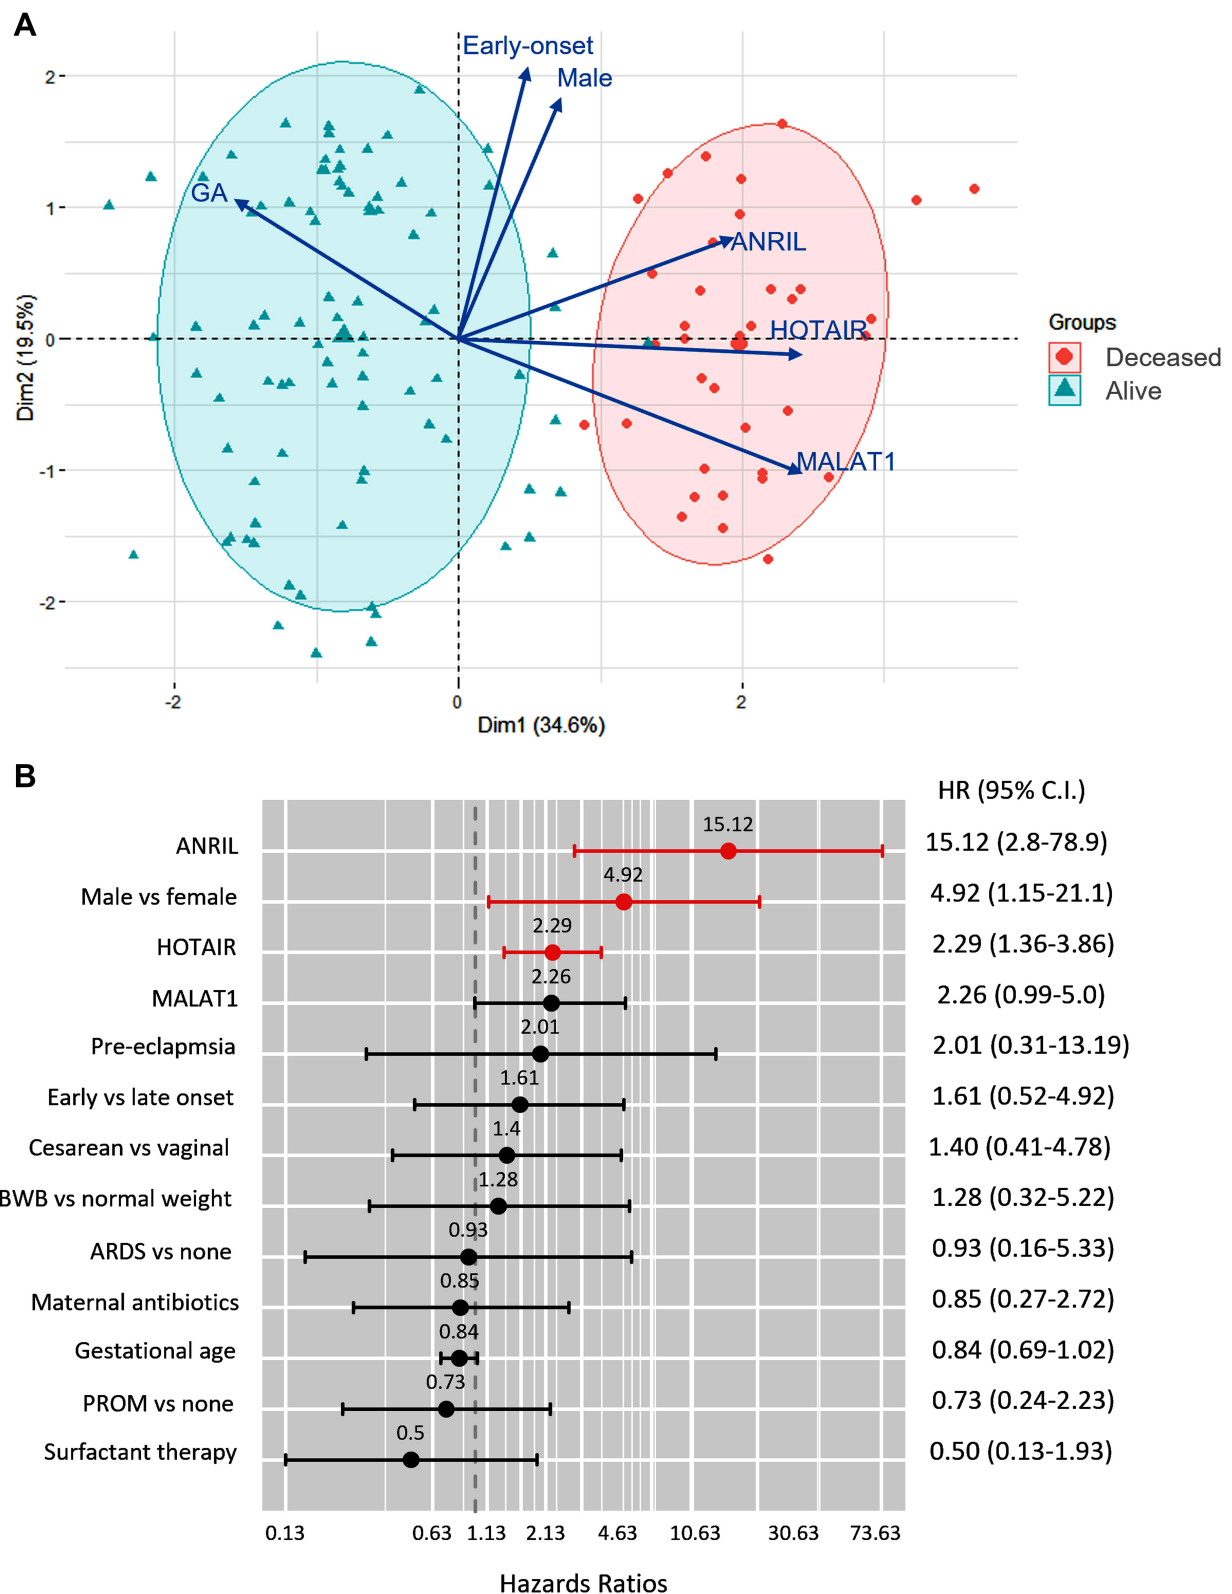 A
Early-onset
Male
GA
ANRIL
HOTAIR
MALAT1
2
1
0
-1
-2
Dim2 (19.5%)
-2
0
2
Dim1 (34.6%)
Groups
Deceased
Alive
B
HR (95% C.I.)
ANRIL 15.12 15.12 (2.8-78.9)
Male vs female 4.92 4.92 (1.15-21.1)
HOTAIR 2.29 2.29 (1.36-3.86)
MALAT1 2.26 2.26 (0.99-5.0)
Pre-eclapmsia 2.01 2.01 (0.31-13.19)
Early vs late onset 1.61 1.61 (0.52-4.92)
Cesarean vs vaginal 1.4 1.40 (0.41-4.78)
BWB vs normal weight 1.28 1.28 (0.32-5.22)
ARDS vs none 0.93 0.93 (0.16-5.33)
Maternal antibiotics 0.85 0.85 (0.27-2.72)
Gestational age 0.84 0.84 (0.69-1.02)
PROM vs none 0.73 0.73 (0.24-2.23)
Surfactant therapy 0.5 0.50 (0.13-1.93)
0.13 0.63 1.13 2.13 4.63 10.63 30.63 73.63
Hazards Ratios